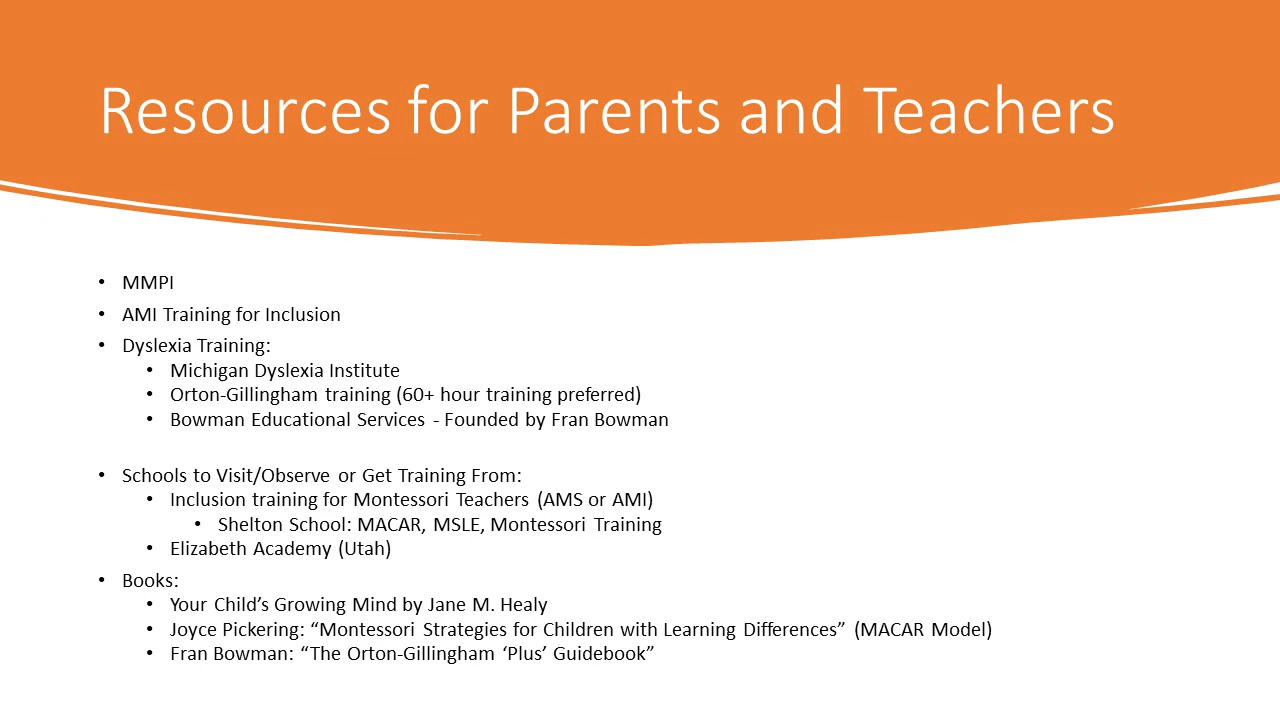 Resources for Parents and Teachers
• MMPI
• AMI Training for Inclusion
• Dyslexia Training:
• Michigan Dyslexia Institute
• Orton-Gillingham training (60+ hour training preferred)
• Bowman Educational Services - Founded by Fran Bowman
• Schools to Visit/Observe or Get Training From:
• Inclusion training for Montessori Teachers (AMS or AMI)
• Shelton School: MACAR, MSLE, Montessori Training
• Elizabeth Academy (Utah)
• Books:
• Your Child’s Growing Mind by Jane M. Healy
• Joyce Pickering: “Montessori Strategies for Children with Learning Differences” (MACAR Model)
• Fran Bowman: “The Orton-Gillingham ‘Plus’ Guidebook”